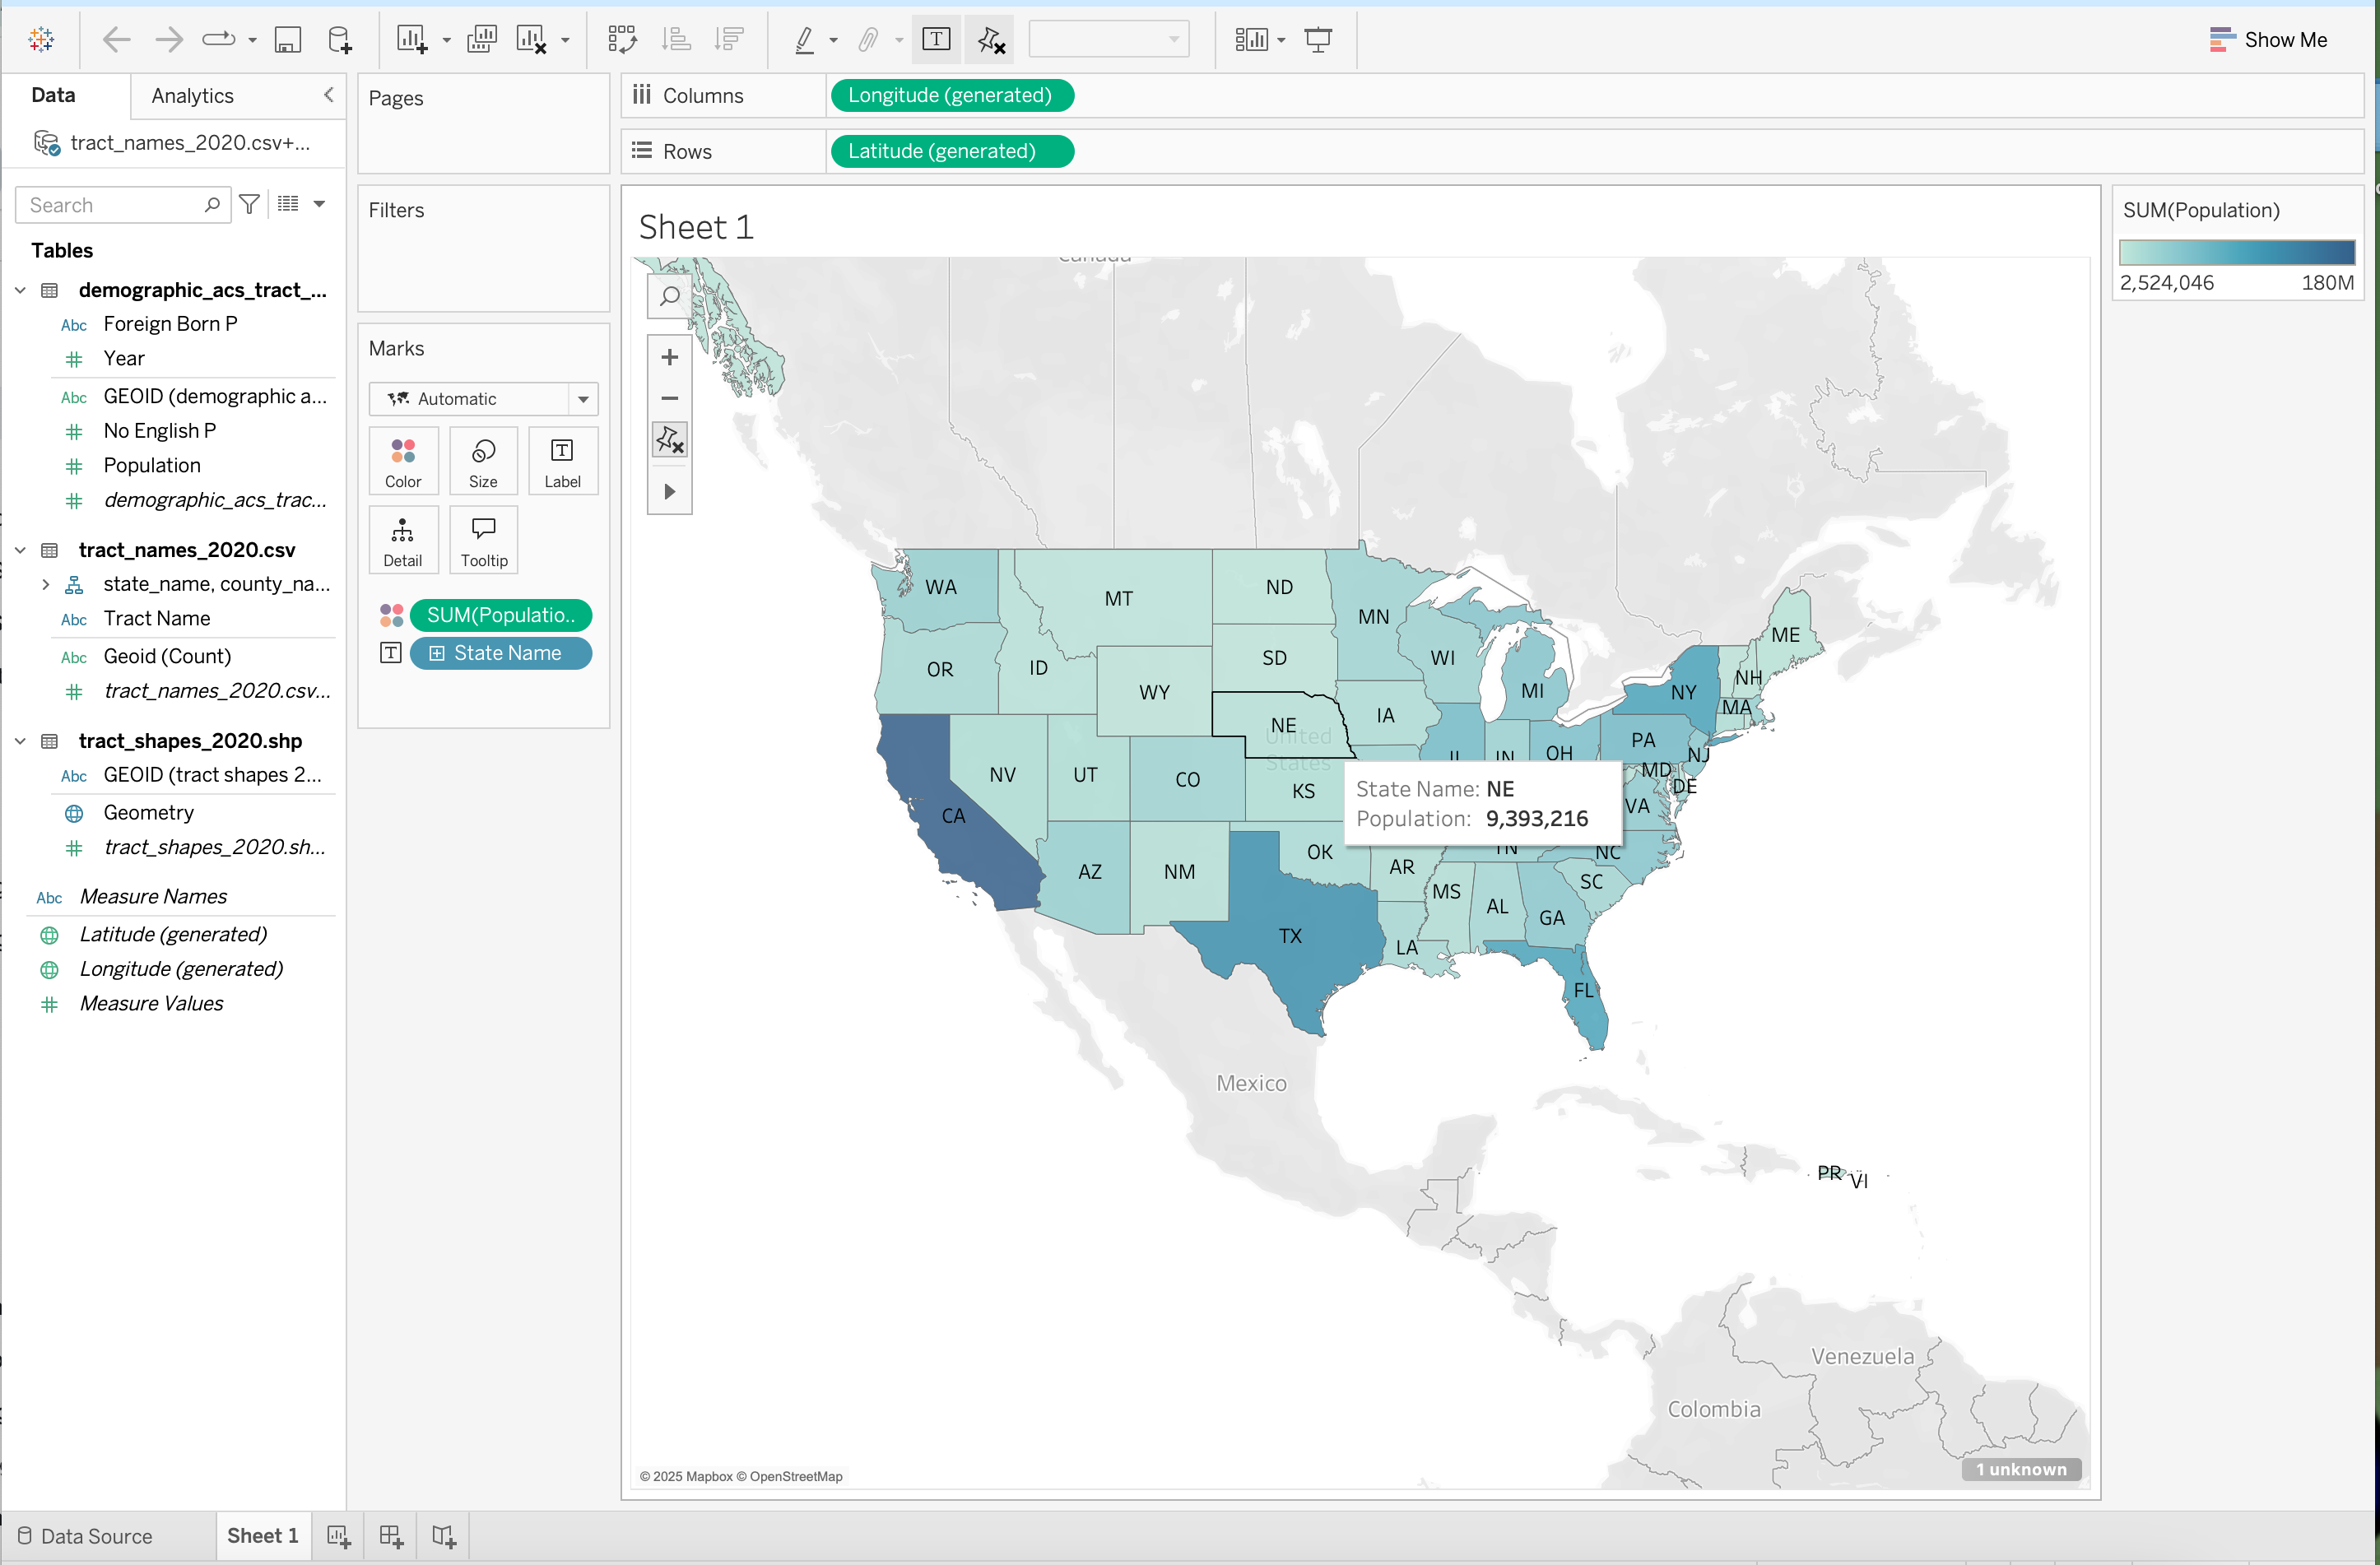 Show Me
Data
Analytics
tract_names_2020.csv+...
Search
Tables
demographic_acs_tract_...
Abc Foreign Born P
Year
Abc GEOID (demographic a...
No English P
Population
demographic_acs_trac...
tract_names_2020.csv
state_name, county_na...
Abc Tract Name
Abc Geoid (Count)
tract_names_2020.csv...
tract_shapes_2020.shp
Abc GEOID (tract shapes 2...
Geometry
tract_shapes_2020.sh...
Abc Measure Names
Latitude (generated)
Longitude (generated)
Measure Values
Pages
Filters
Marks
Automatic
Color
Size
Label
Detail
Tooltip
SUM(Populatio..
State Name
Columns
Longitude (generated)
Rows
Latitude (generated)
Sheet 1
Canada
WA
MT
ND
MN
ME
OR
ID
SD
WI
NH
WY
MI
NY
MA
NE
IA
United
States
PA
IL
IN
OH
NJ
NV
UT
CO
KS
MD
DE
VA
CA
State Name: NE
Population: 9,393,216
AZ
NM
OK
AR
TN
NC
MS
SC
AL
GA
TX
LA
FL
Mexico
PR
VI
Venezuela
Colombia
© 2025 Mapbox © OpenStreetMap
1 unknown
SUM(Population)
2,524,046
180M
Data Source
Sheet 1